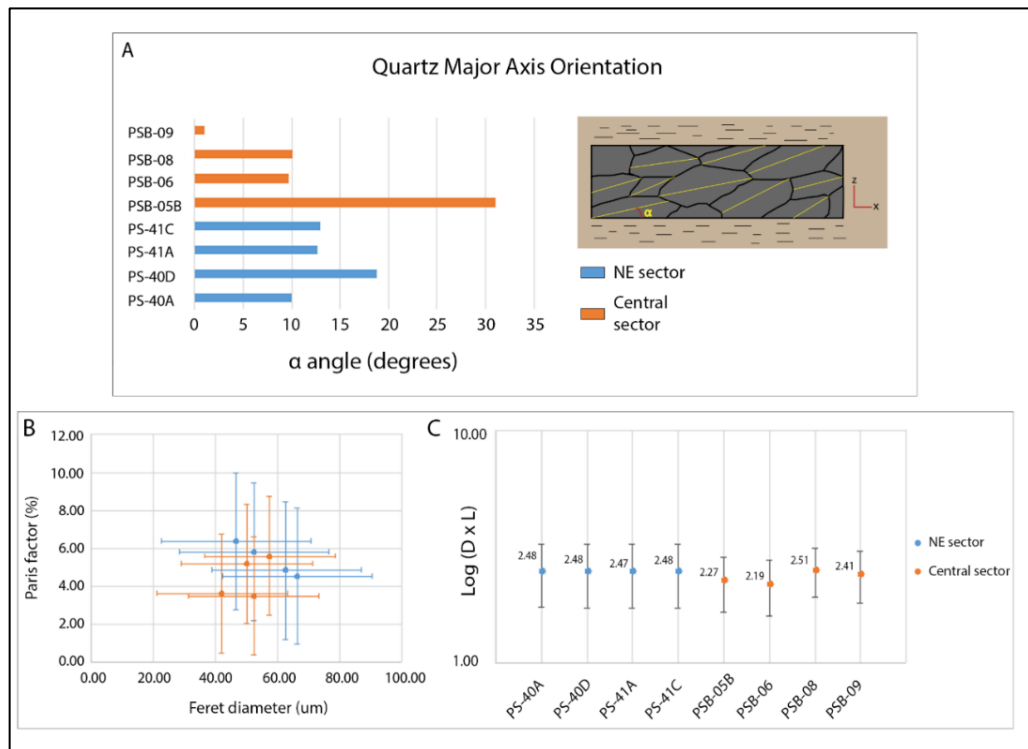 A
Quartz Major Axis Orientation
PSB-09
PSB-08
PSB-06
PSB-05B
PS-41C
PS-41A
PS-40D
PS-40A
0 5 10 15 20 25 30 35
α angle (degrees)
α
z
x
NE sector
Central
sector
B
12.00
10.00
8.00
6.00
4.00
2.00
0.00
Paris factor (%)
0.00 20.00 40.00 60.00 80.00 100.00
Feret diameter (um)
C
10.00
1.00
Log (D x L)
2.48 2.48 2.47 2.48 2.27 2.19 2.51 2.41
PS-40A PS-40D PS-41A PS-41C PSB-05B PSB-06 PSB-08 PSB-09
NE sector
Central sector